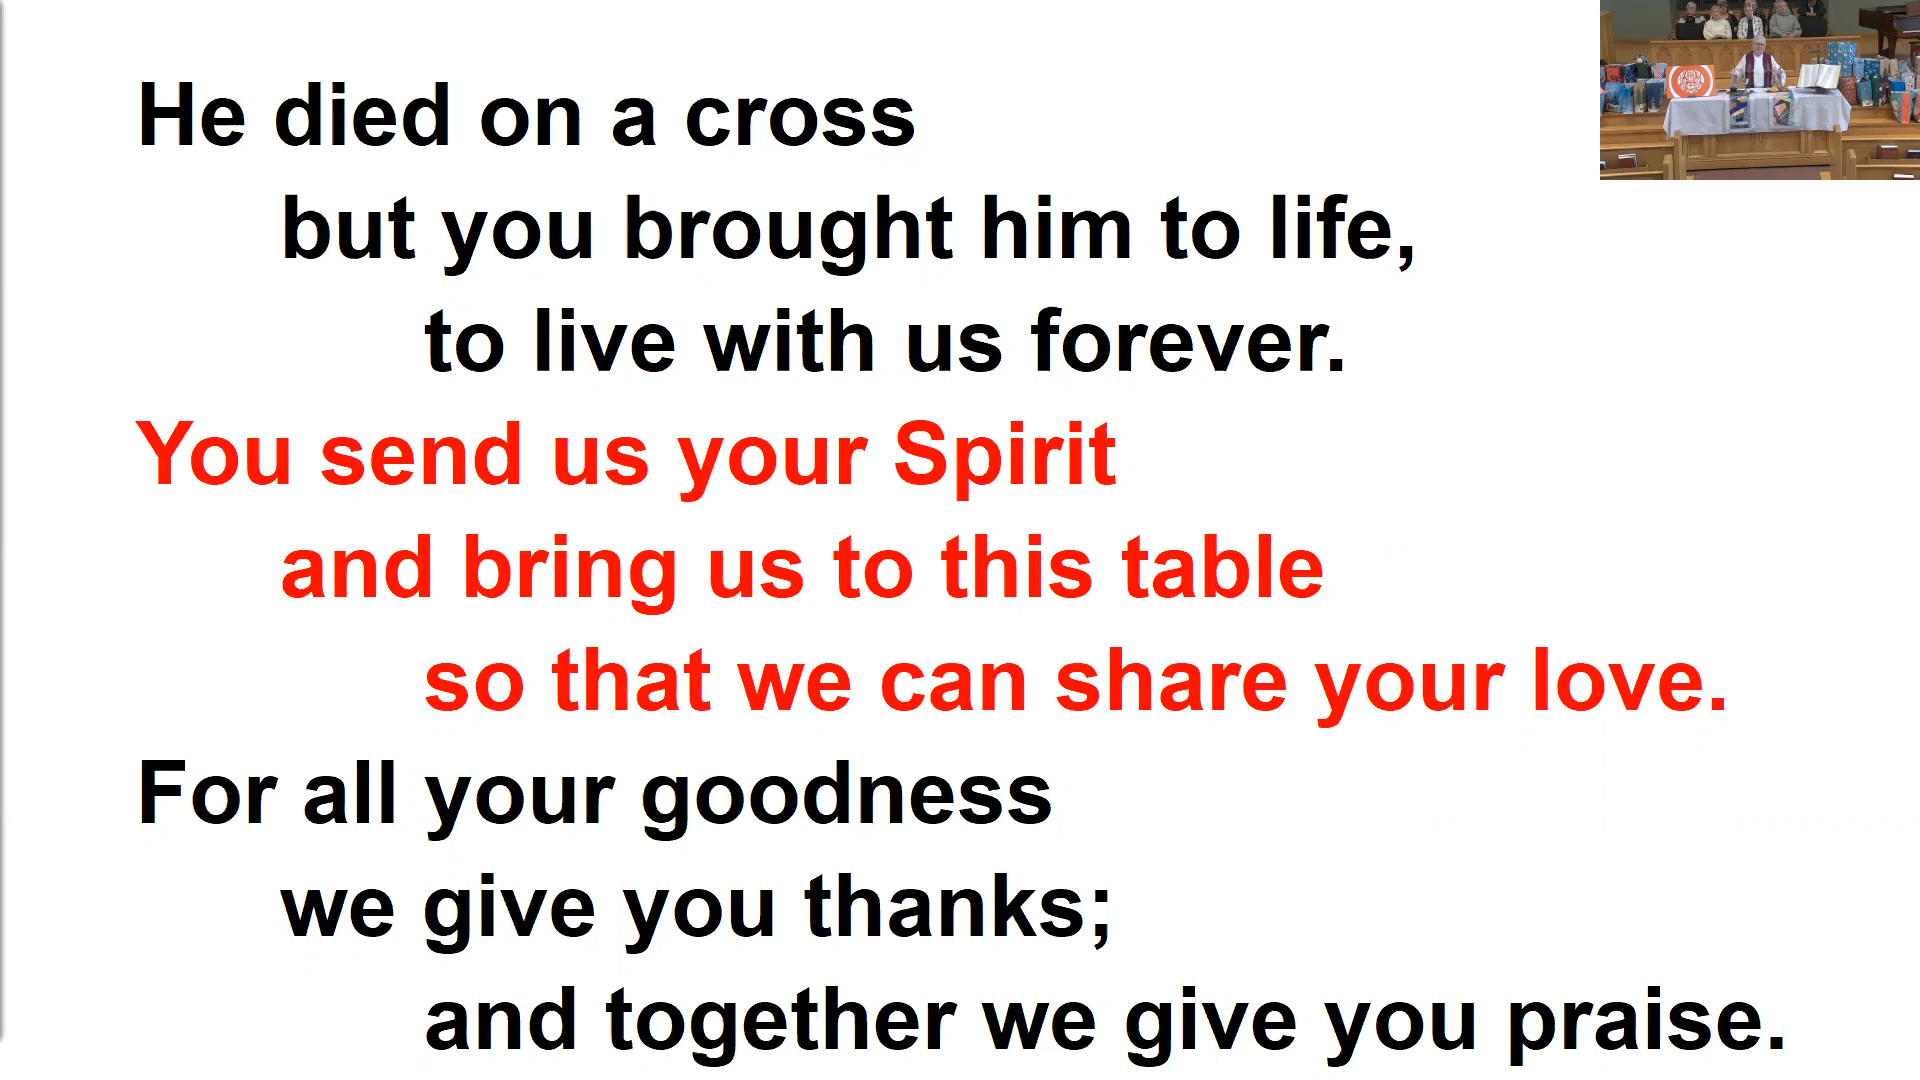 He died on a cross
but you brought him to life,
to live with us forever.
You send us your Spirit
and bring us to this table
so that we can share your love.
For all your goodness
we give you thanks;
and together we give you praise.